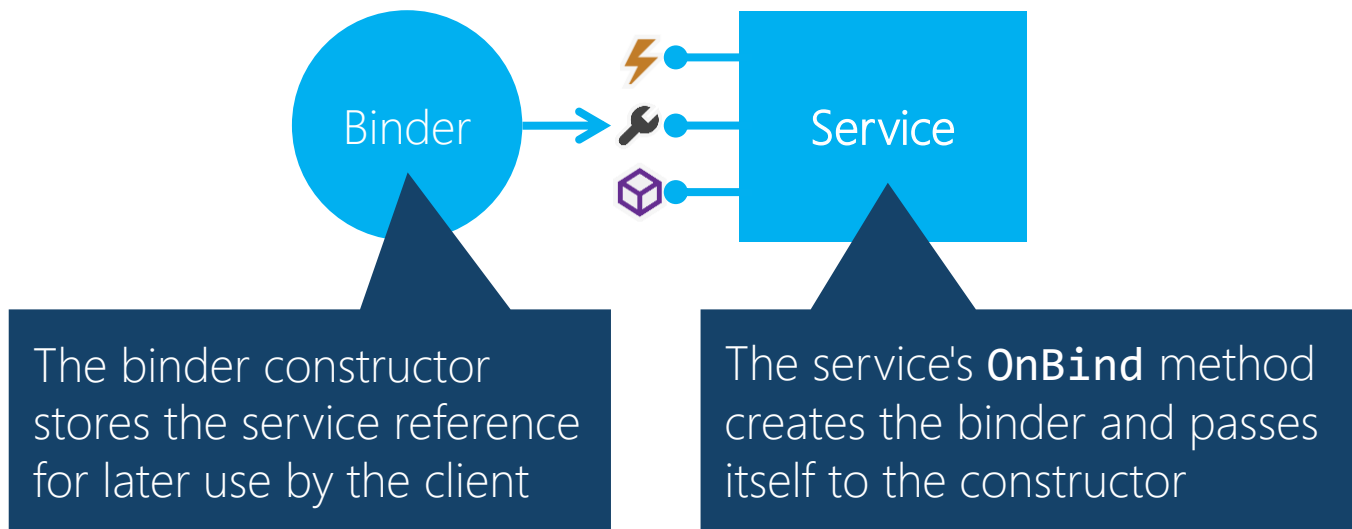 Binder
Service
The binder constructor
stores the service reference
for later use by the client
The service's OnBind method
creates the binder and passes
itself to the constructor